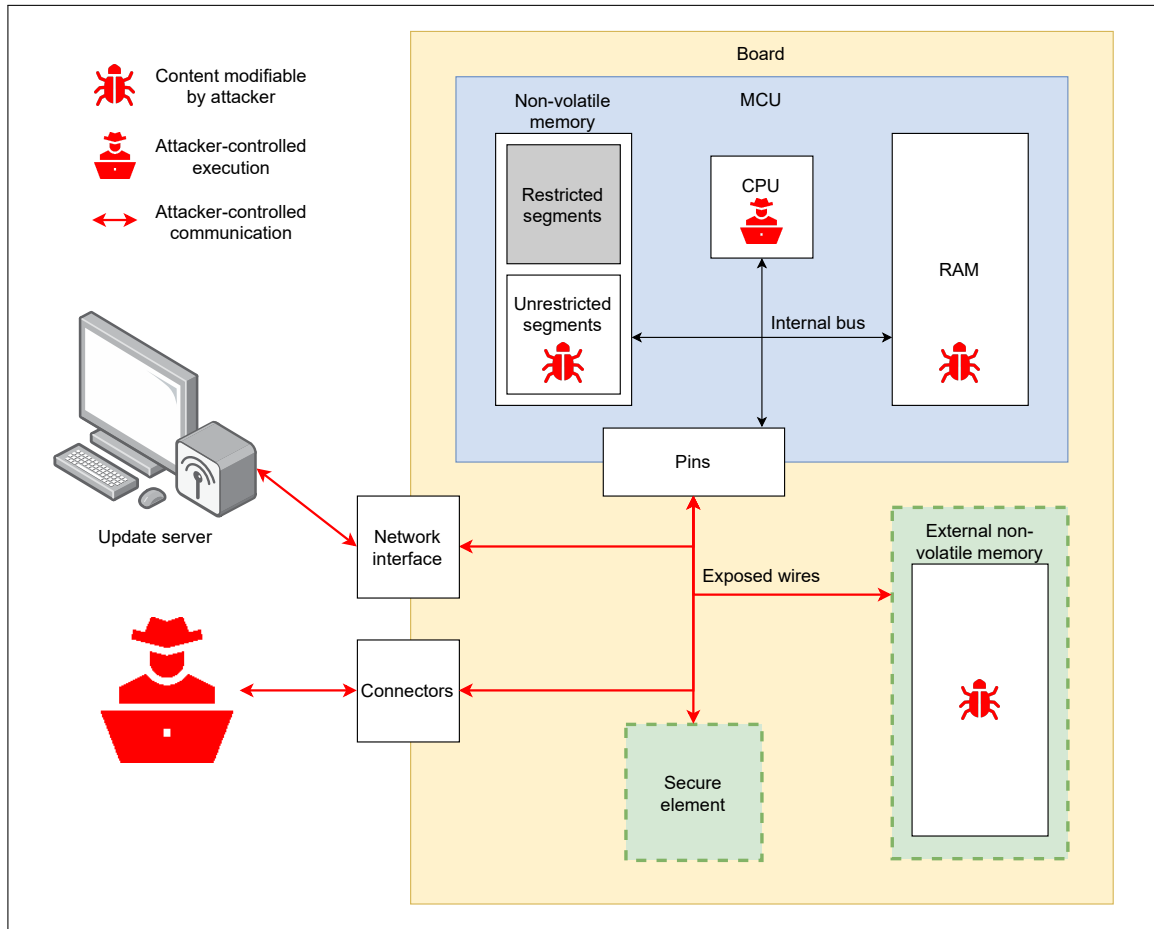 Content modifiable
by attacker
Attacker-controlled
execution
Attacker-controlled
communication
Board
MCU
Non-volatile
memory
Restricted
segments
Unrestricted
segments
CPU
RAM
Internal bus
Pins
Update server
Network
interface
Connectors
Exposed wires
External non-
volatile memory
Secure
element